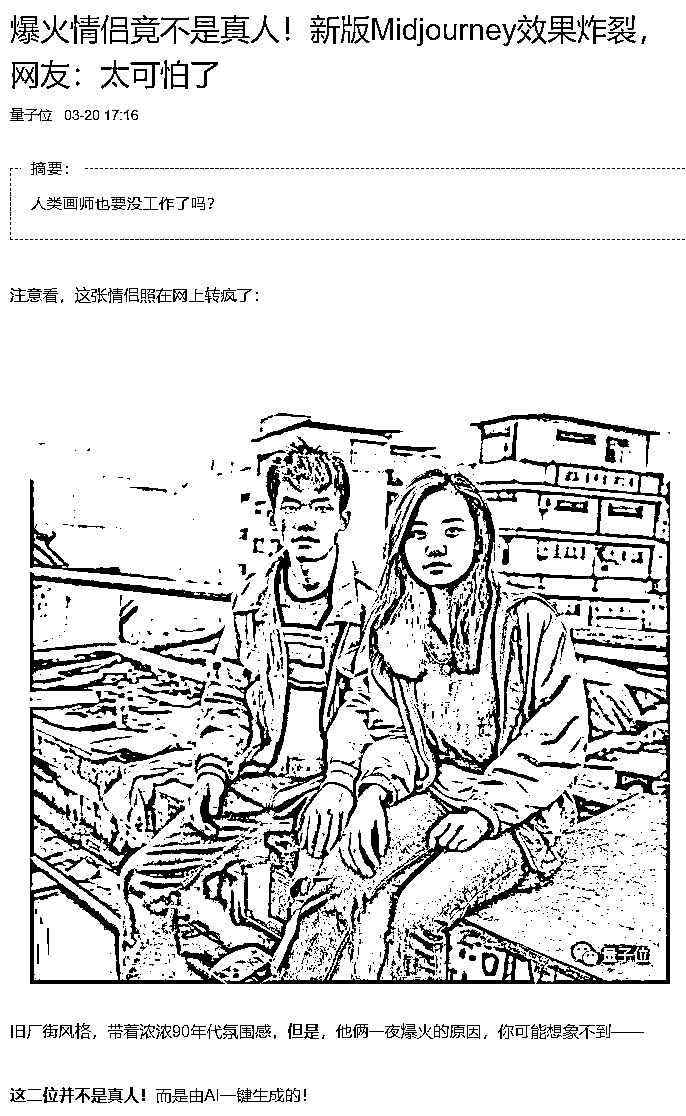 爆火情侣竟不是真人！新版Midjourney效果炸裂，
网友：太可怕了
量子位 03-20 17:16
摘要：
人类画师也要没工作了吗?
注意看，这张情侣照在网上转疯了：
量子位
旧厂街风格，带着浓浓90年代氛围感，但是，他俩一夜爆火的原因，你可能想象不到——
这二位并不是真人！而是由AI一键生成的！